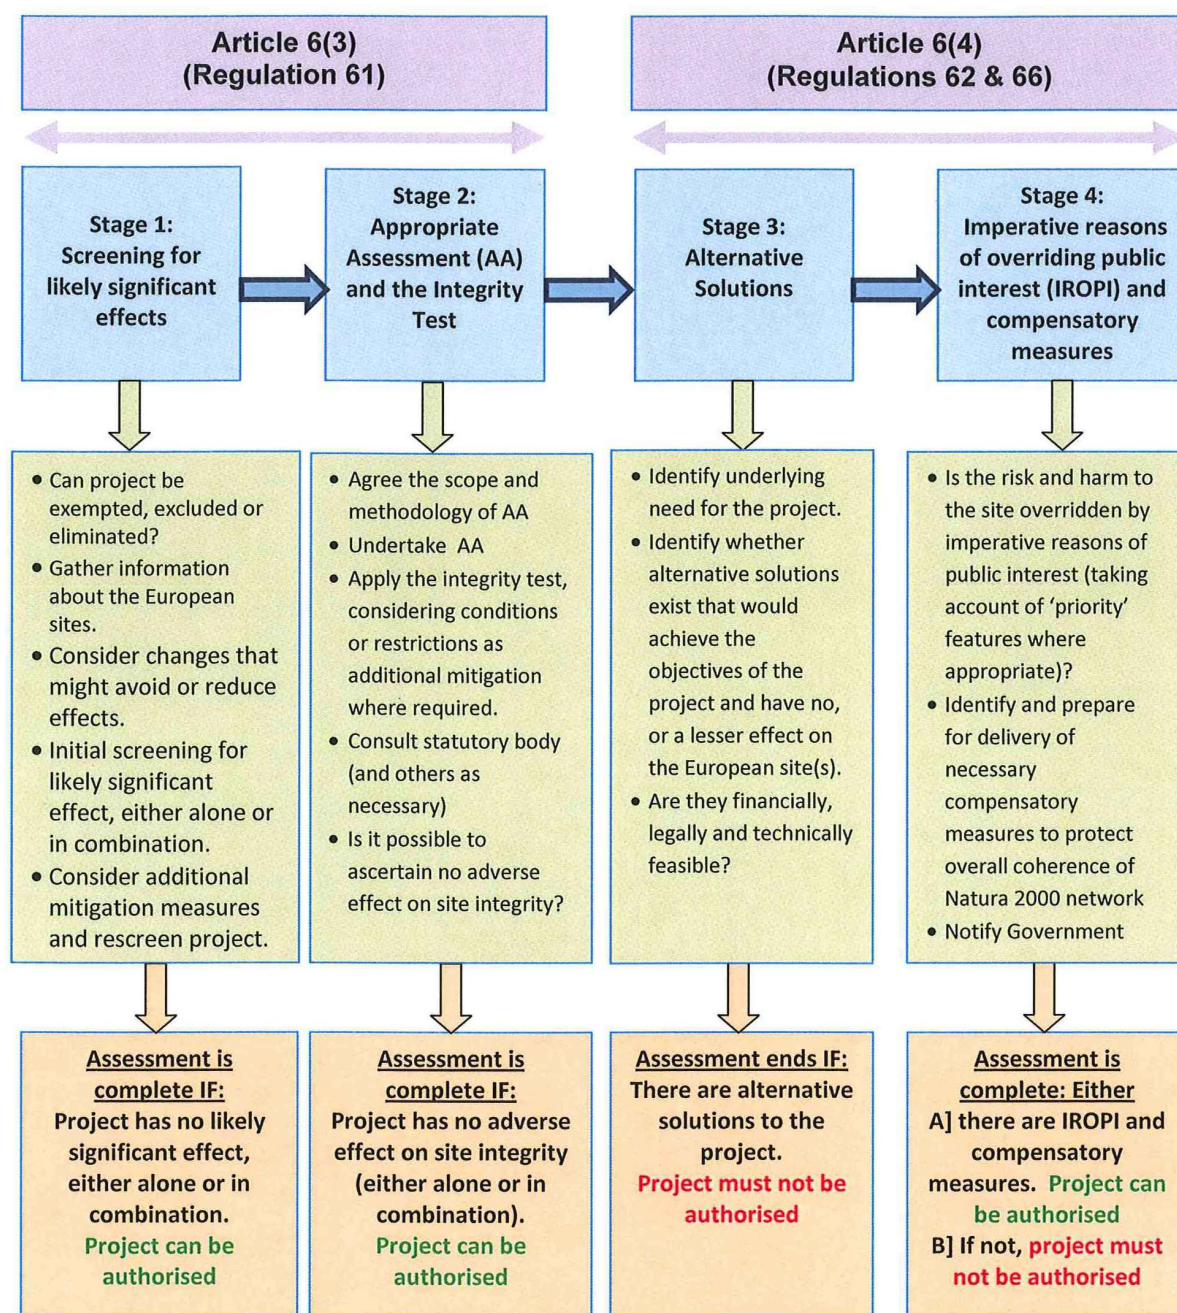 Article 6(3)
(Regulation 61)
Article 6(4)
(Regulations 62 & 66)
Stage 1:
Screening for
likely significant
effects
Stage 2:
Appropriate
Assessment (AA)
and the Integrity
Test
Stage 3:
Alternative
Solutions
Stage 4:
Imperative reasons
of overriding public
interest (IROPI) and
compensatory
measures
• Can project be
exempted, excluded or
eliminated?
• Gather information
about the European
sites.
• Consider changes that
might avoid or reduce
effects.
• Initial screening for
likely significant
effect, either alone or
in combination.
• Consider additional
mitigation measures
and rescreen project.
• Agree the scope and
methodology of AA
• Undertake AA
• Apply the integrity test,
considering conditions
or restrictions as
additional mitigation
where required.
• Consult statutory body
(and others as
necessary)
• Is it possible to
ascertain no adverse
effect on site integrity?
• Identify underlying
need for the project.
• Identify whether
alternative solutions
exist that would
achieve the
objectives of the
project and have no,
or a lesser effect on
the European site(s).
• Are they financially,
legally and technically
feasible?
• Is the risk and harm to
the site overridden by
imperative reasons of
public interest (taking
account of ‘priority’
features where
appropriate)?
• Identify and prepare
for delivery of
necessary
compensatory
measures to protect
overall coherence of
Natura 2000 network
• Notify Government
Assessment is
complete IF:
Project has no likely
significant effect,
either alone or in
combination.
Project can be
authorised
Assessment is
complete IF:
Project has no adverse
effect on site integrity
(either alone or in
combination).
Project can be
authorised
Assessment ends IF:
There are alternative
solutions to the
project.
Project must not be
authorised
Assessment is
complete: Either
A] there are IROPI and
compensatory
measures. Project can
be authorised
B] If not, project must
not be authorised